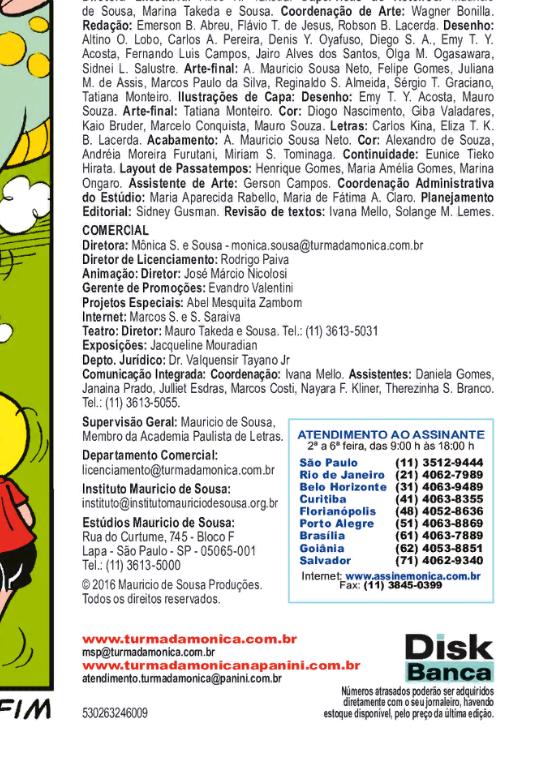 de Sousa, Marina Takeda e Sousa. Coordenação de Arte: Wagner Bonilla.
Redação: Emerson B. Abreu, Flávio T. de Jesus, Robson B. Lacerda. Desenho:
Altino O. Lobo, Carlos A. Pereira, Denis Y. Oyafuso, Diego S. A., Emy T. Y.
Acosta, Fernando Luis Campos, Jairo Alves dos Santos, Olga M. Ogasawara,
Sidnei L. Salustre. Arte-final: A. Mauricio Sousa Neto, Felipe Gomes, Juliana
M. de Assis, Marcos Paulo da Silva, Reginaldo S. Almeida, Sérgio T. Graciano,
Tatiana Monteiro. Ilustrações de Capa: Desenho: Emy T. Y. Acosta, Mauro
Souza. Arte-final: Tatiana Monteiro. Cor: Diogo Nascimento, Giba Valadares,
Kaio Bruder, Marcelo Conquista, Mauro Souza. Letras: Carlos Kina, Eliza T. K.
B. Lacerda. Acabamento: A. Mauricio Sousa Neto. Cor: Alexandre de Souza,
Andréia Moreira Furutani, Miriam S. Tominaga. Continuidade: Eunice Tieko
Hirata. Layout de Passatempos: Henrique Gomes, Maria Amélia Gomes, Marina
Ongaro. Assistente de Arte: Gerson Campos. Coordenação Administrativa
do Estúdio: Maria Aparecida Rabello, Maria de Fátima A. Claro. Planejamento
Editorial: Sidney Gusman. Revisão de textos: Ivana Mello, Solange M. Lemes.
COMERCIAL
Diretora: Mônica S. e Sousa - monica.sousa@turmadamonica.com.br
Diretor de Licenciamento: Rodrigo Paiva
Animação: Diretor: José Márcio Nicolosi
Gerente de Promoções: Evandro Valentini
Projetos Especiais: Abel Mesquita Zambom
Internet: Marcos S. e S. Saraiva
Teatro: Diretor: Mauro Takeda e Sousa. Tel.: (11) 3613-5031
Exposições: Jacqueline Mouradian
Depto. Jurídico: Dr. Valquensir Tayano Jr
Comunicação Integrada: Coordenação: Ivana Mello. Assistentes: Daniela Gomes,
Janaina Prado, Julliet Esdras, Marcos Costi, Nayara F. Kliner, Therezinha S. Branco.
Tel.: (11) 3613-5055.
Supervisão Geral: Mauricio de Sousa,
Membro da Academia Paulista de Letras.
Departamento Comercial:
licenciamento@turmadamonica.com.br
Instituto Mauricio de Sousa:
instituto@institutomauriciodesousa.org.br
Estúdios Mauricio de Sousa:
Rua do Curtume, 745 - Bloco F
Lapa - São Paulo - SP - 05065-001
Tel.: (11) 3613-5000
© 2016 Mauricio de Sousa Produções.
Todos os direitos reservados.
ATENDIMENTO AO ASSINANTE
2ª a 6ª feira, das 9:00 h às 18:00 h
São Paulo (11) 3512-9444
Rio de Janeiro (21) 4062-7989
Belo Horizonte (31) 4063-9489
Curitiba (41) 4063-8355
Florianópolis (48) 4052-8636
Porto Alegre (51) 4063-8869
Brasília (61) 4063-7889
Goiânia (62) 4053-8851
Salvador (71) 4062-9340
Internet: www.assinemonica.com.br
Fax: (11) 3845-0399
www.turmadamonica.com.br
msp@turmadamonica.com.br
www.turmadamonicanapanini.com.br
atendimento.turmadamonica@panini.com.br
530263246009
Disk
Banca
Números atrasados poderão ser adquiridos
diretamente com o seu jornaleiro, havendo
estoque disponível, pelo preço da última edição.
FIM